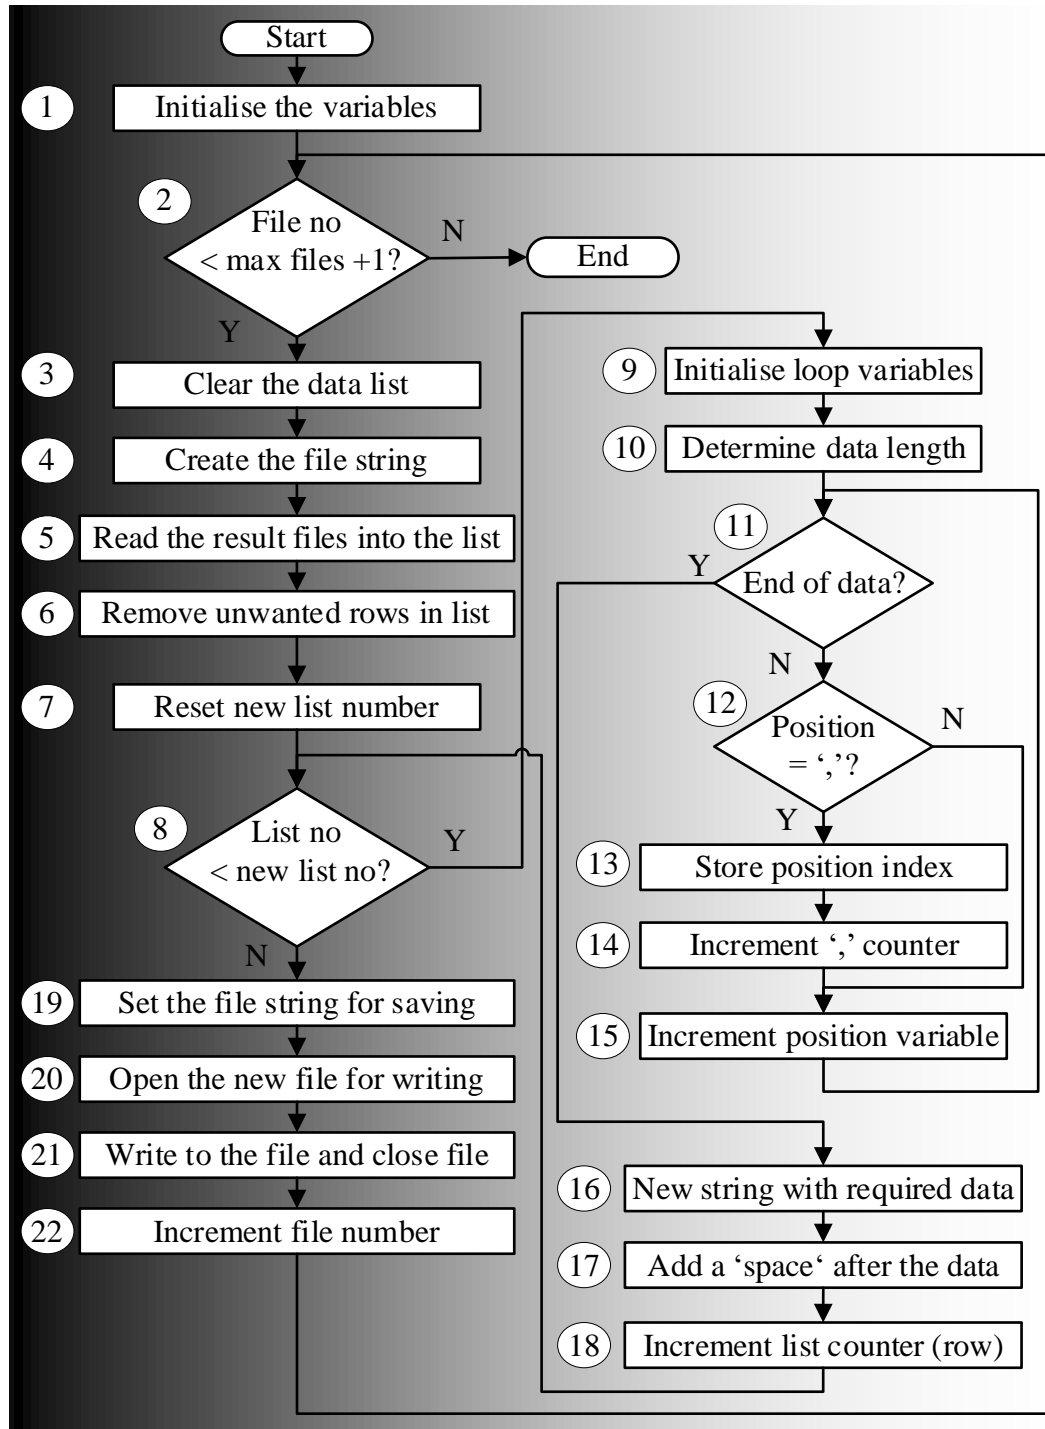 Start
1
Initialise the variables
2
File no
< max files +1?
N
End
Y
3
Clear the data list
4
Create the file string
5
Read the result files into the list
6
Remove unwanted rows in list
7
Reset new list number
8
List no
< new list no?
Y
N
9
Initialise loop variables
10
Determine data length
11
End of data?
Y
N
12
Position
= ‘,’?
N
Y
13
Store position index
14
Increment ‘,’ counter
15
Increment position variable
16
New string with required data
17
Add a ‘space‘ after the data
18
Increment list counter (row)
19
Set the file string for saving
20
Open the new file for writing
21
Write to the file and close file
22
Increment file number